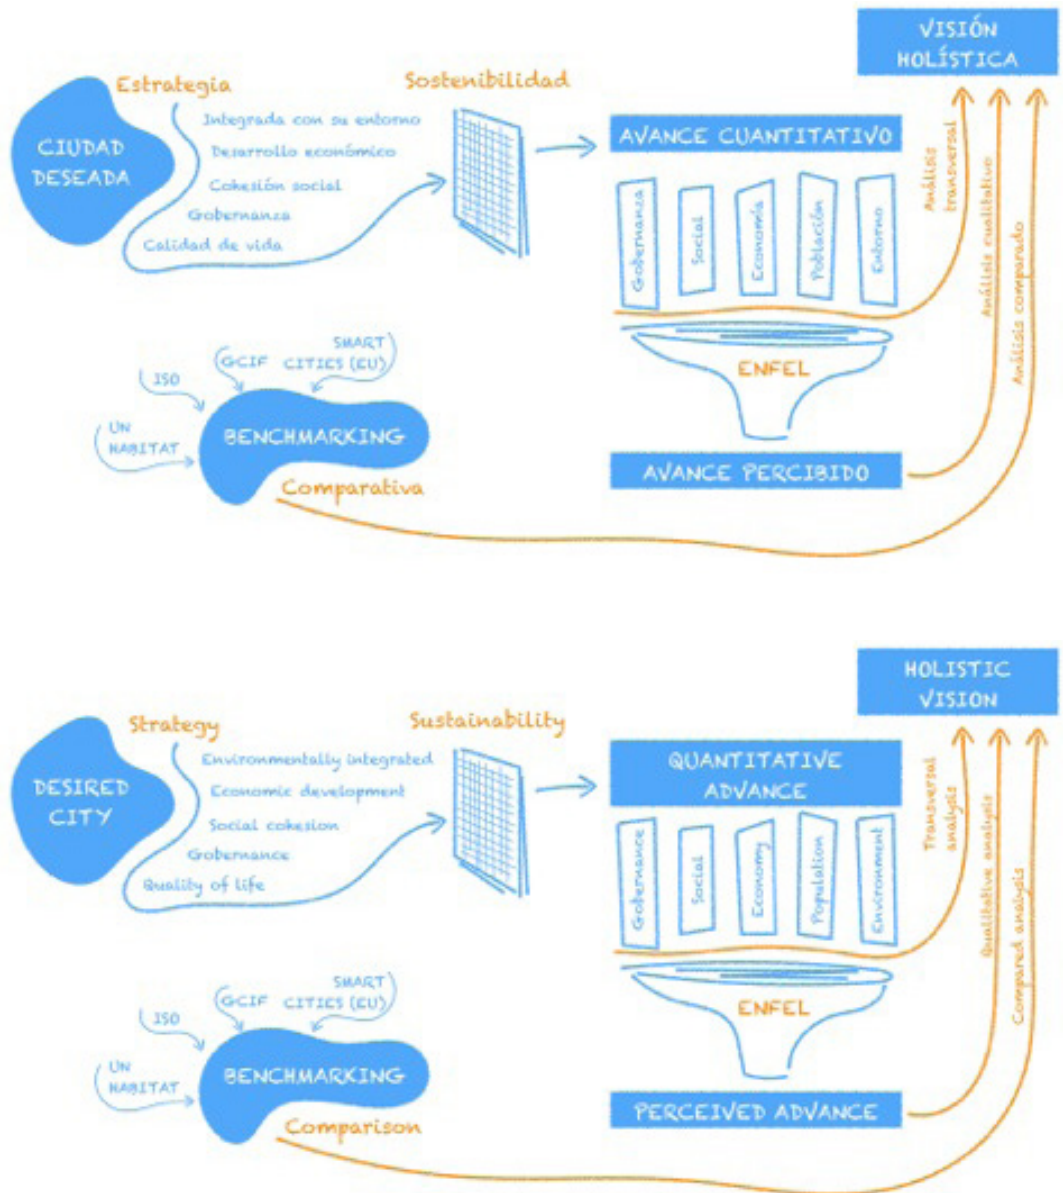 VISIÓN
HOLÍSTICA
Estrategia
Sostenibilidad
CIUDAD
DESEADA
Integrada con su entorno
Desarrollo económico
Cohesión social
Gobernanza
Calidad de vida
AVANCE CUANTITATIVO
Gobernanza
Social
Economía
Población
Entorno
Análisis
transversal
Análisis cualitativo
Análisis comparado
ENFEL
AVANCE PERCIBIDO
UN
HABITAT
ISO
GCIF
SMART
CITIES (EU)
BENCHMARKING
Comparativa
HOLISTIC
VISION
Strategy
Sustainability
DESIRED
CITY
Environmentally integrated
Economic development
Social cohesion
Gobernance
Quality of life
QUANTITATIVE
ADVANCE
Gobernance
Social
Economy
Population
Environment
Transversal
analysis
Qualitative analysis
Compared analysis
ENFEL
PERCEIVED ADVANCE
UN
HABITAT
ISO
GCIF
SMART
CITIES (EU)
BENCHMARKING
Comparison